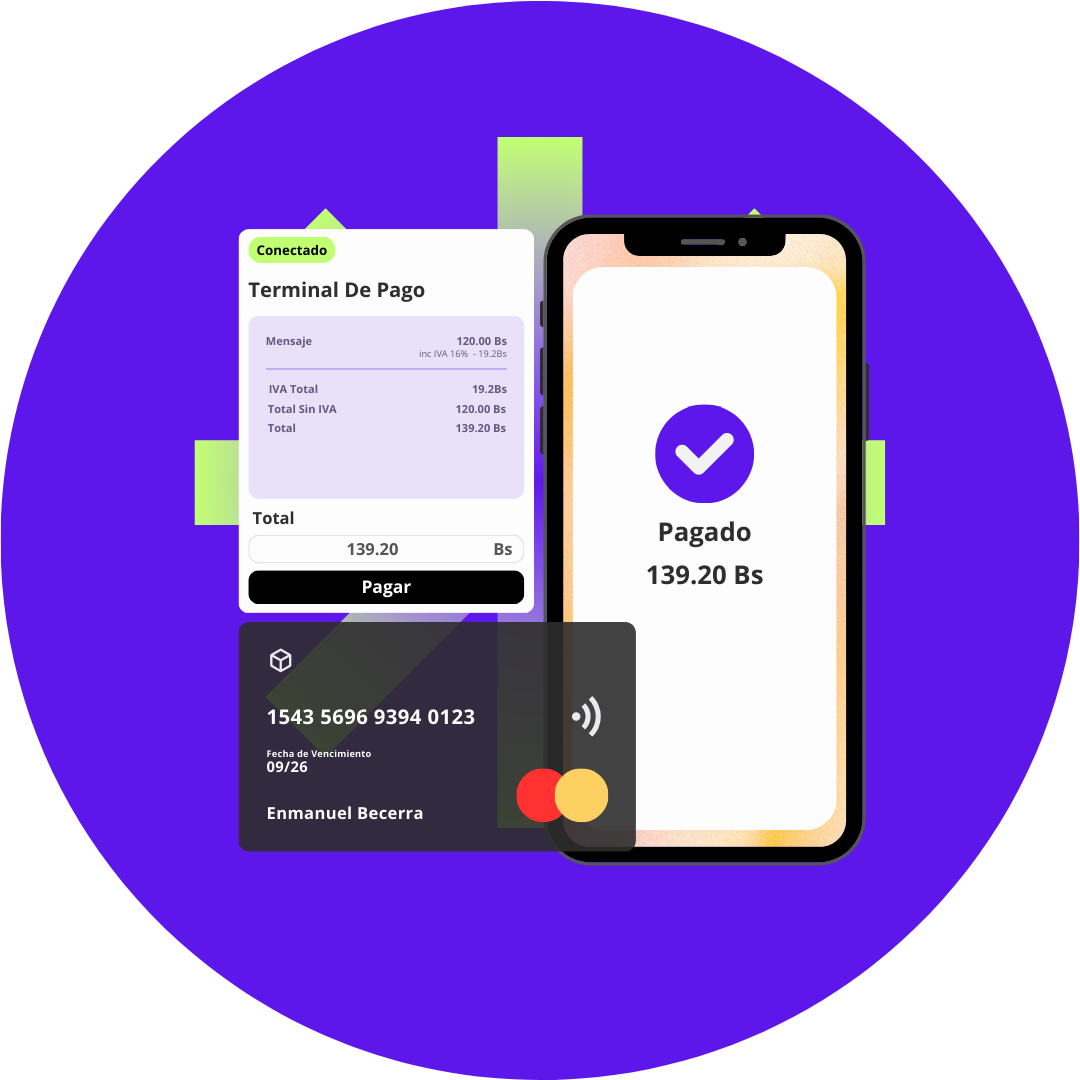 Conectado
Terminal De Pago
Mensaje 120.00 Bs
inc IVA 16% - 19.2Bs
IVA Total 19.2Bs
Total Sin IVA 120.00 Bs
Total 139.20 Bs
Total
139.20 Bs
Pagar
Pagado
139.20 Bs
1543 5696 9394 0123
Fecha de Vencimiento
09/26
Enmanuel Becerra